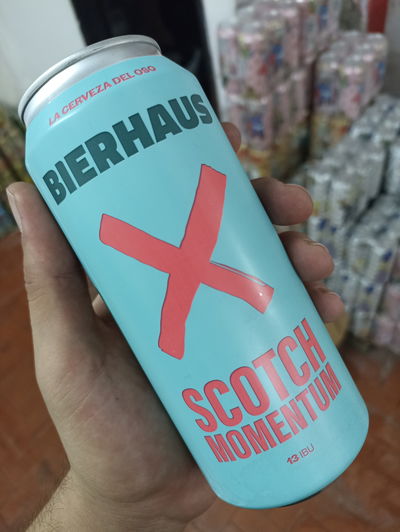 LA CERVEZA DEL OSO
BIERHAUS
X
SCOTCH
MOMENTUM
13 IBU